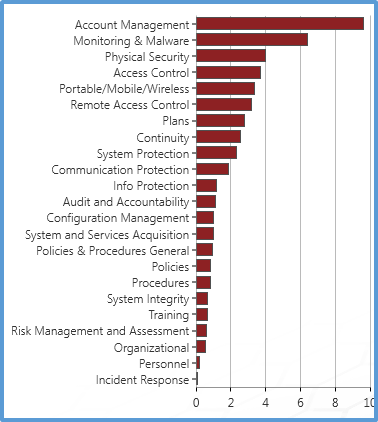 Account Management
Monitoring & Malware
Physical Security
Access Control
Portable/Mobile/Wireless
Remote Access Control
Plans
Continuity
System Protection
Communication Protection
Info Protection
Audit and Accountability
Configuration Management
System and Services Acquisition
Policies & Procedures General
Policies
Procedures
System Integrity
Training
Risk Management and Assessment
Organizational
Personnel
Incident Response
0 2 4 6 8 10